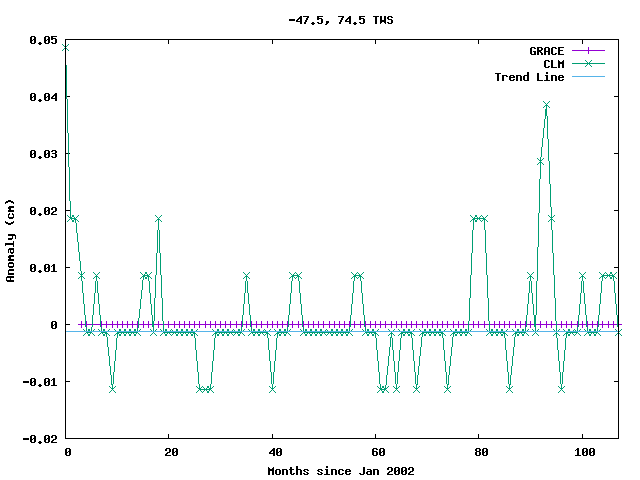 -47.5, 74.5 TWS
0.05
0.04
0.03
0.02
0.01
0
-0.01
-0.02
Anomaly (cm)
GRACE
CLM
Trend Line
0 20 40 60 80 100
Months since Jan 2002